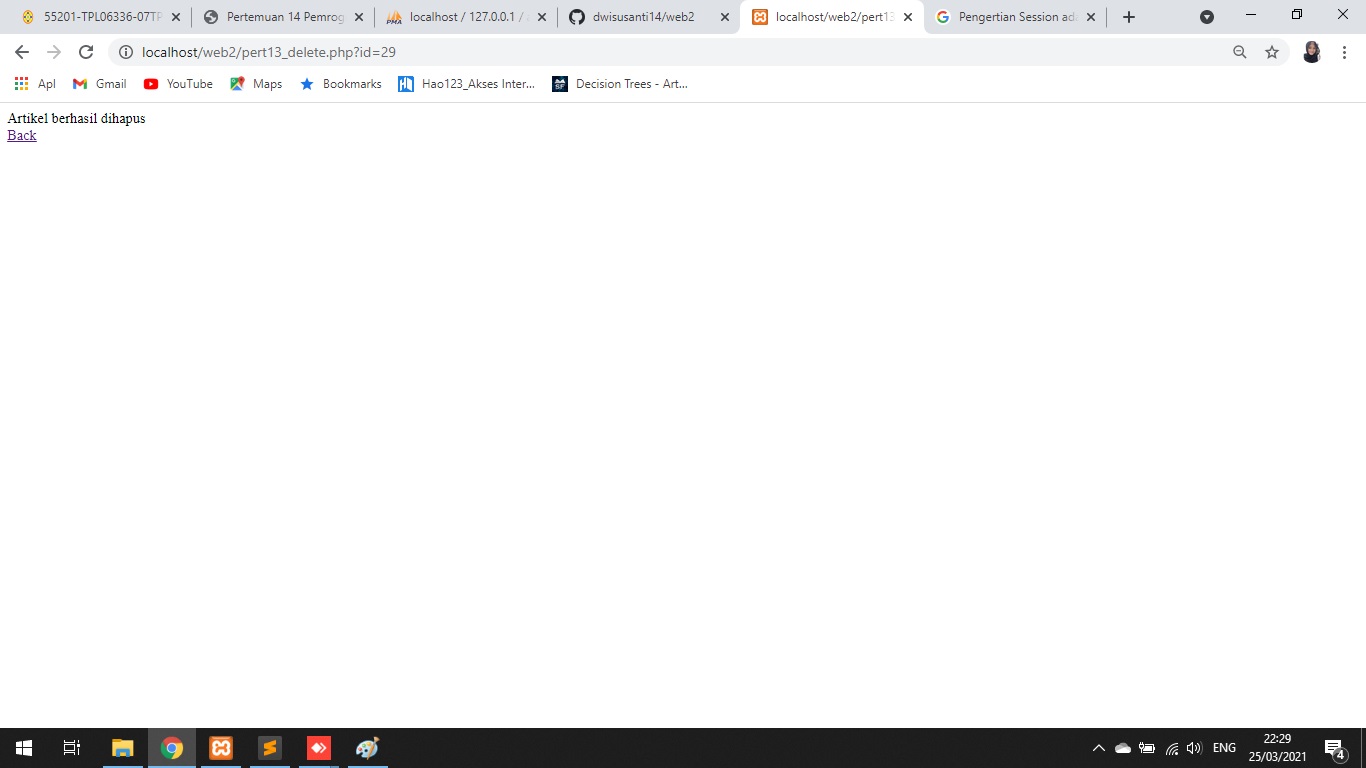 55201-TPL06336-07TP
Pertemuan 14 Pemrog
localhost / 127.0.0.1 /
dwisusanti14/web2
localhost/web2/pert13
Pengertian Session ad
localhost/web2/pert13_delete.php?id=29
Apl
Gmail
YouTube
Maps
Bookmarks
Hao123_Akses Inter...
Decision Trees - Art...
Artikel berhasil dihapus
Back
ENG
22:29
25/03/2021
4